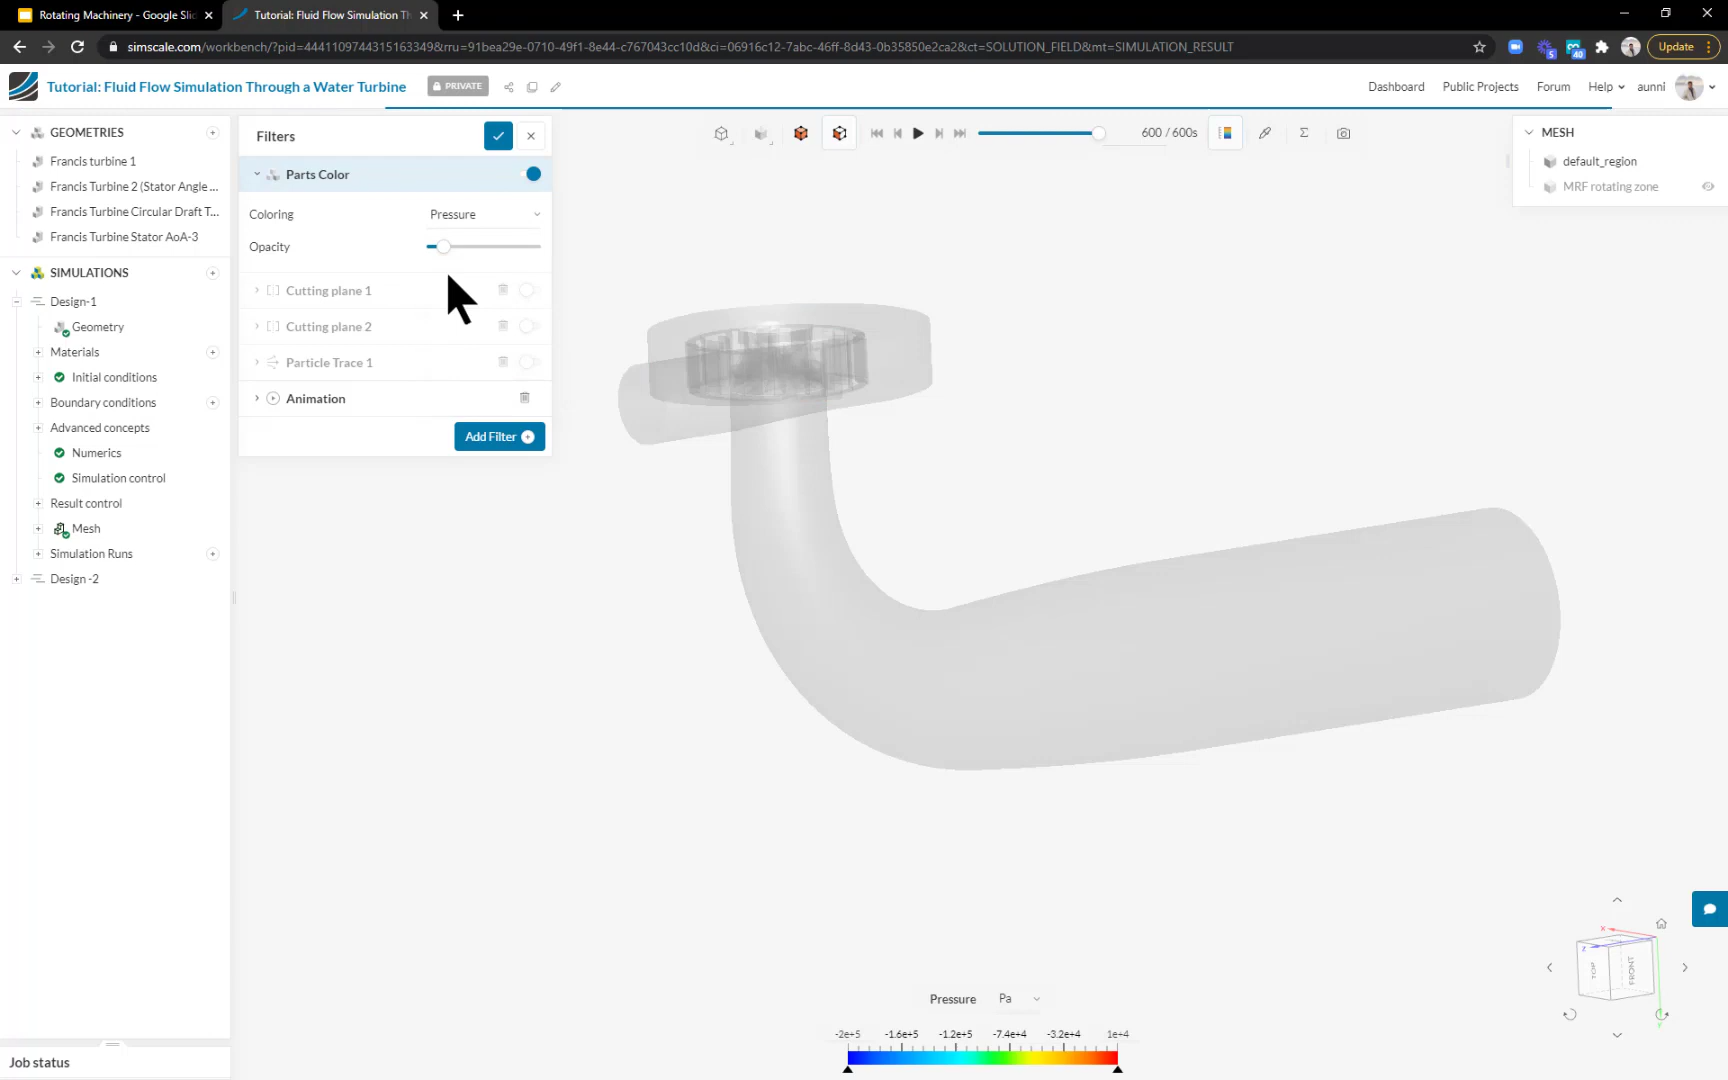 Rotating Machinery - Google Slic
Tutorial: Fluid Flow Simulation Th
simscale.com/workbench/?pid=4441109744315163349&rru=91bea29e-0710-49f1-8e44-c767043cc10d&ci=06916c12-7abc-46ff-8d43-0b35850e2ca2&ct=SOLUTION_FIELD&mt=SIMULATION_RESULT
5
40
Update
Tutorial: Fluid Flow Simulation Through a Water Turbine
PRIVATE
Dashboard
Public Projects
Forum
Help
aunni
GEOMETRIES
Francis turbine 1
Francis Turbine 2 (Stator Angle ...
Francis Turbine Circular Draft T...
Francis Turbine Stator AoA-3
SIMULATIONS
Design-1
Geometry
Materials
Initial conditions
Boundary conditions
Advanced concepts
Numerics
Simulation control
Result control
Mesh
Simulation Runs
Design -2
Job status
Filters
Parts Color
Coloring
Pressure
Opacity
Cutting plane 1
Cutting plane 2
Particle Trace 1
Animation
Add Filter
600 / 600s
MESH
default_region
MRF rotating zone
X
Z
Y
TOP
FRONT
Pressure Pa
-2e+5 -1.6e+5 -1.2e+5 -7.4e+4 -3.2e+4 1e+4